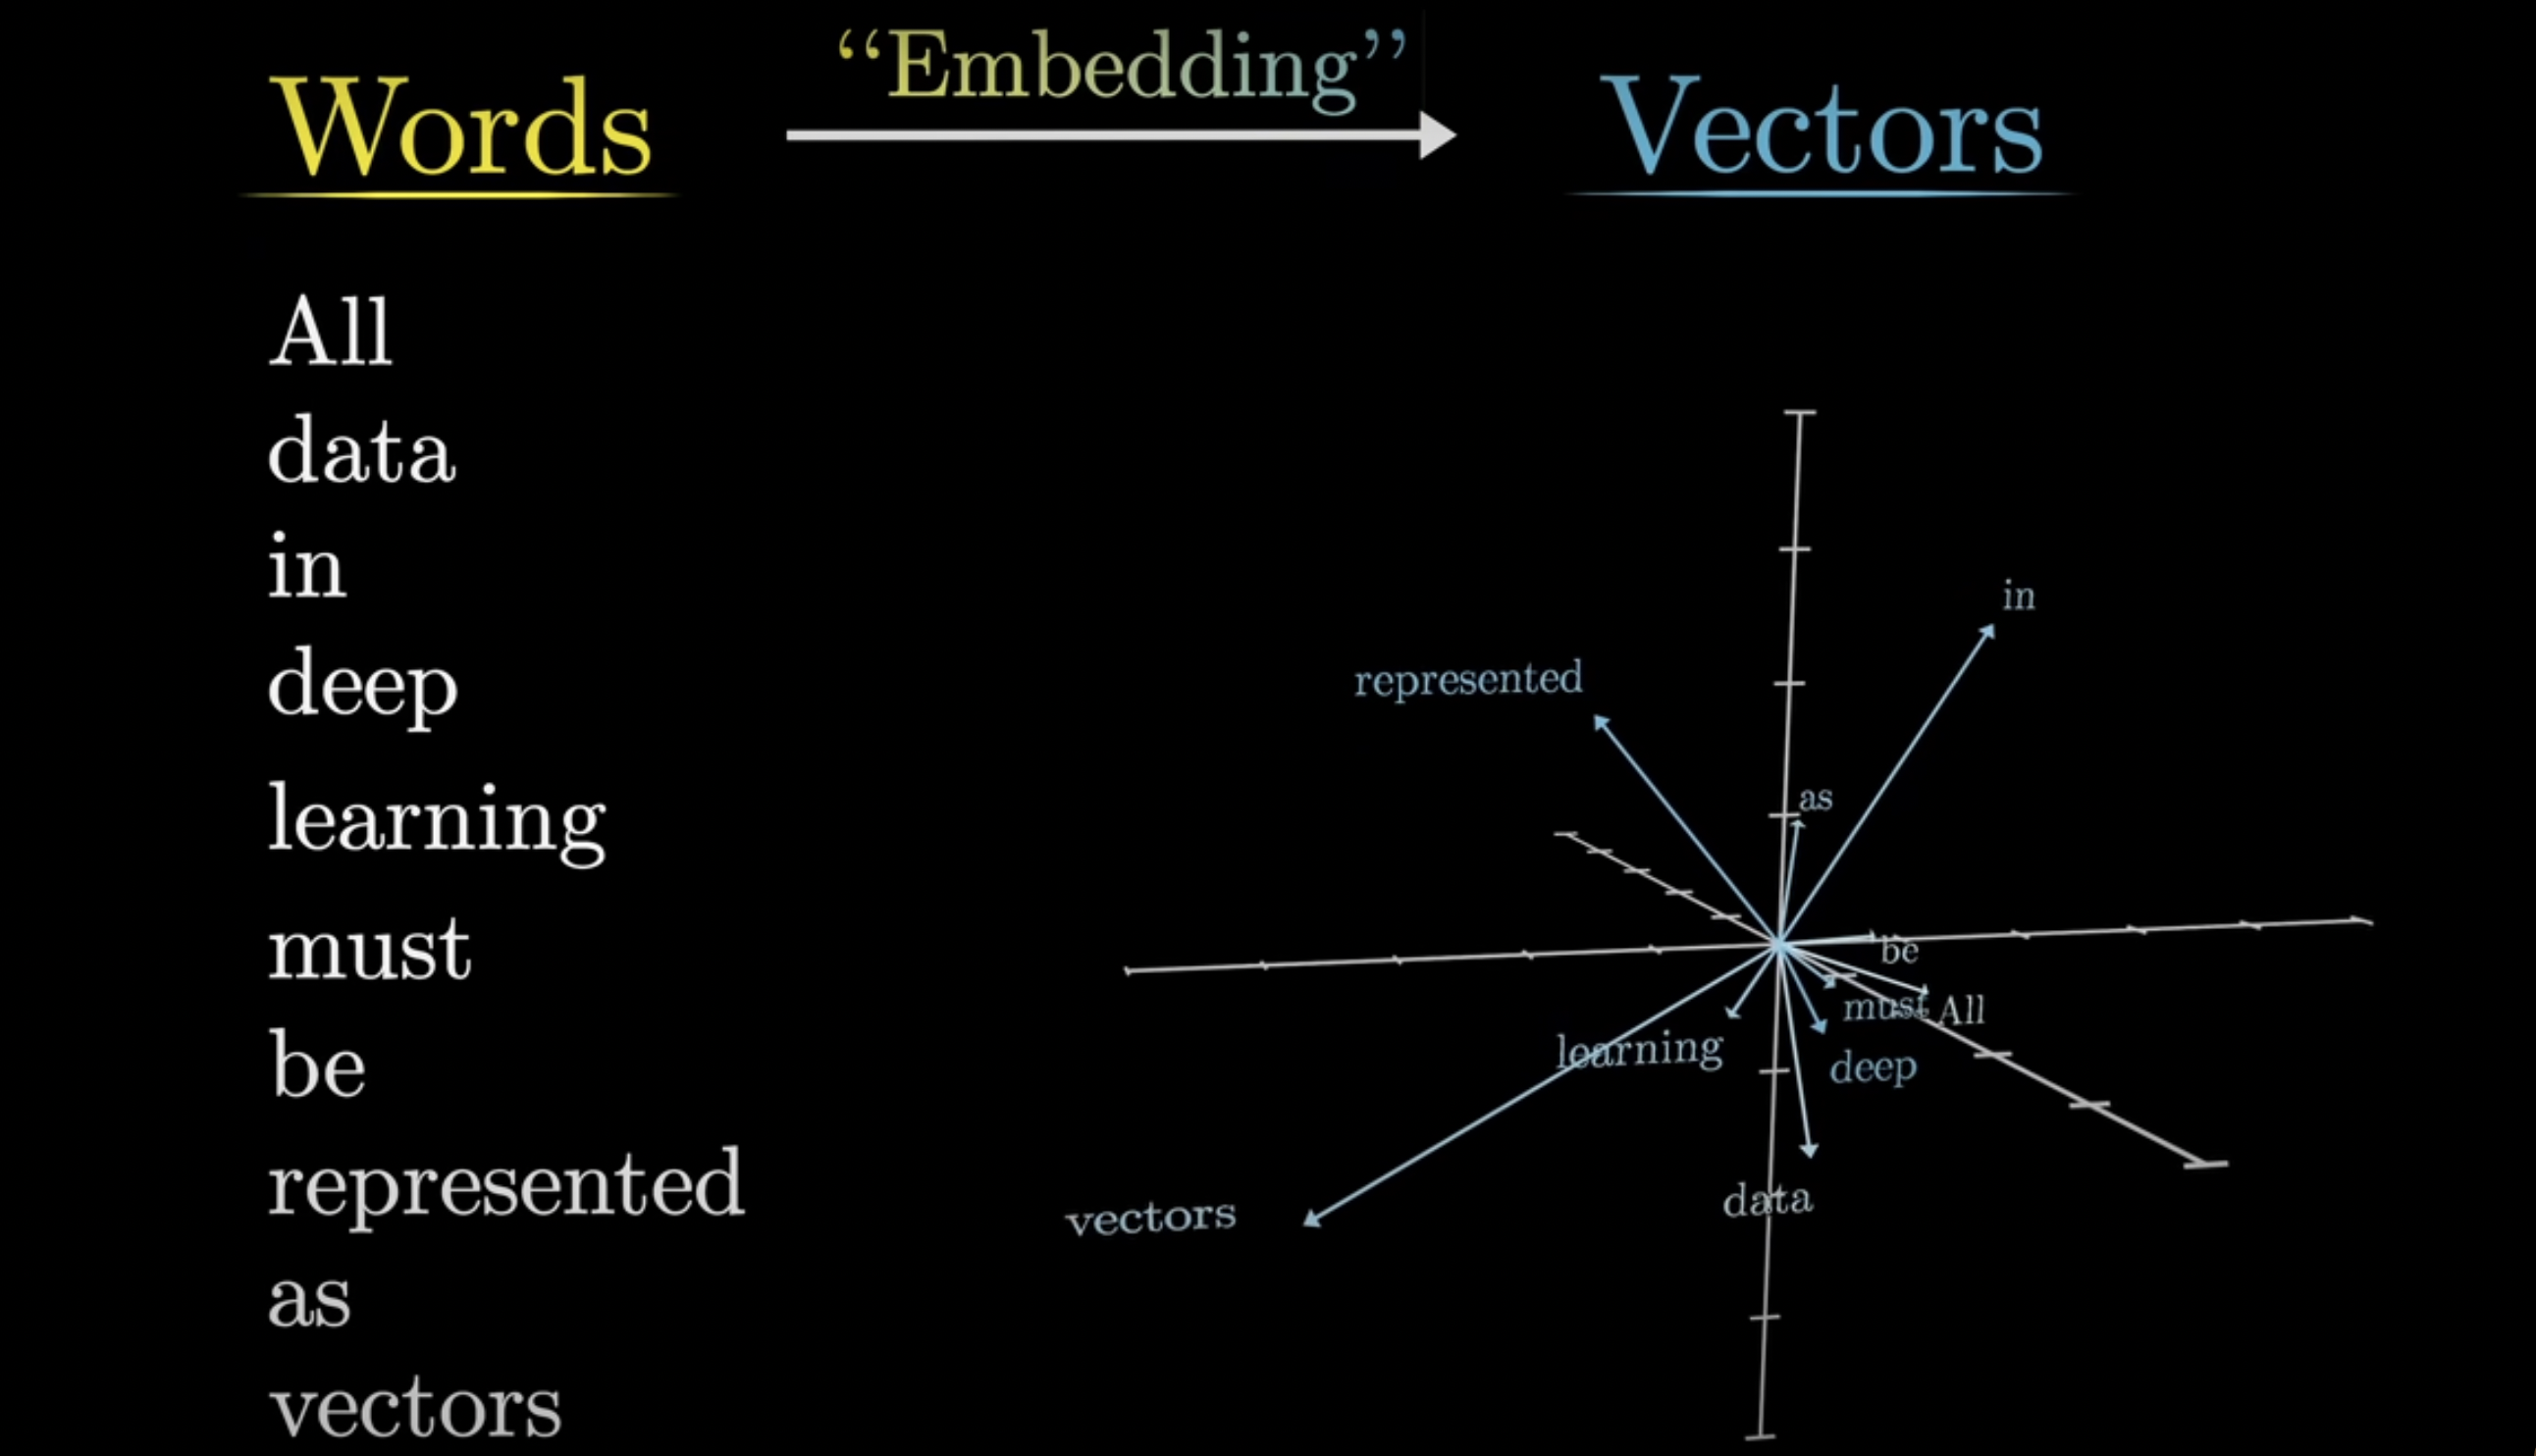 Words
“Embedding”
Vectors
All
data
in
deep
learning
must
be
represented
as
vectors
in
represented
as
be
must
All
learning
deep
data
vectors